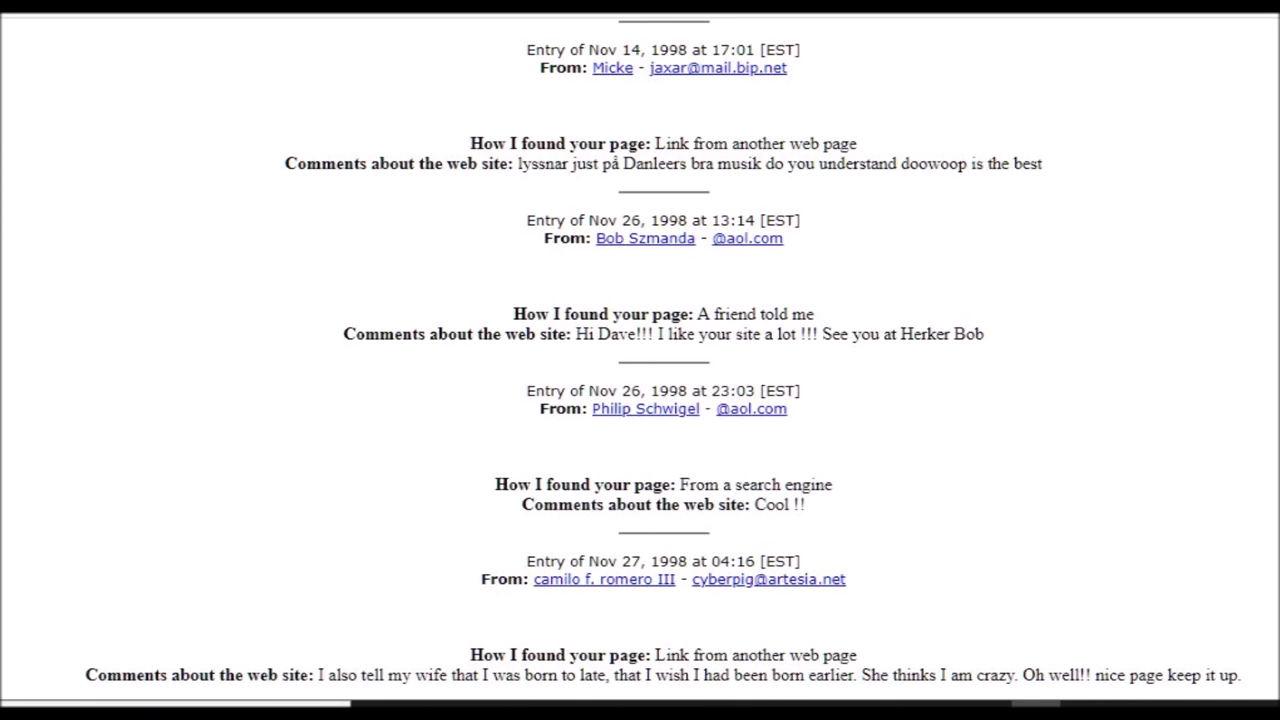 Entry of Nov 14, 1998 at 17:01 [EST]
From: Micke - jaxar@mail.bip.net
How I found your page: Link from another web page
Comments about the web site: lyssnar just på Danleers bra musik do you understand doowoop is the best
Entry of Nov 26, 1998 at 13:14 [EST]
From: Bob Szmanda - @aol.com
How I found your page: A friend told me
Comments about the web site: Hi Dave!!! I like your site a lot !!! See you at Herker Bob
Entry of Nov 26, 1998 at 23:03 [EST]
From: Philip Schwigel - @aol.com
How I found your page: From a search engine
Comments about the web site: Cool !!
Entry of Nov 27, 1998 at 04:16 [EST]
From: camilo f. romero III - cyberpig@artesia.net
How I found your page: Link from another web page
Comments about the web site: I also tell my wife that I was born to late, that I wish I had been born earlier. She thinks I am crazy. Oh well!! nice page keep it up.